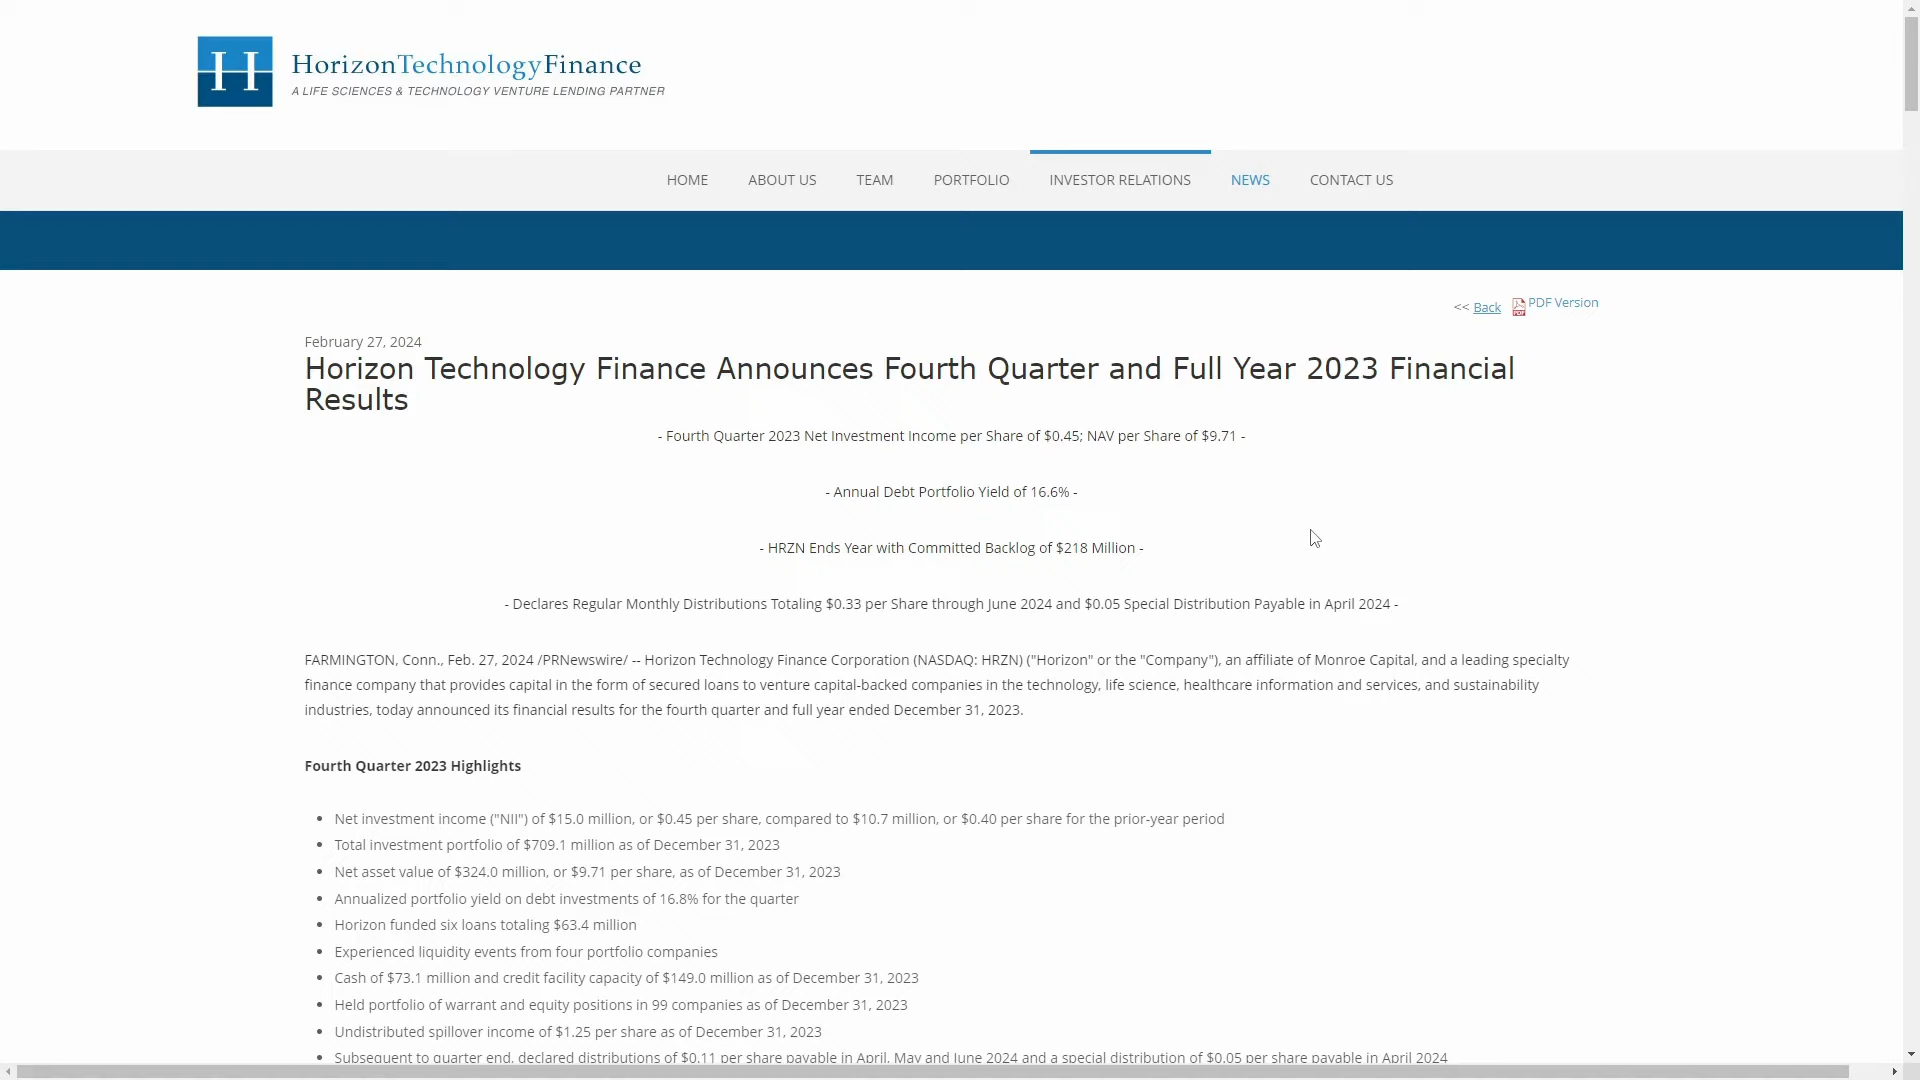 H HorizonTechnologyFinance
A LIFE SCIENCES & TECHNOLOGY VENTURE LENDING PARTNER
HOME ABOUT US TEAM PORTFOLIO INVESTOR RELATIONS NEWS CONTACT US
<< Back PDF Version
February 27, 2024
Horizon Technology Finance Announces Fourth Quarter and Full Year 2023 Financial
Results
- Fourth Quarter 2023 Net Investment Income per Share of $0.45; NAV per Share of $9.71 -
- Annual Debt Portfolio Yield of 16.6% -
- HRZN Ends Year with Committed Backlog of $218 Million -
- Declares Regular Monthly Distributions Totaling $0.33 per Share through June 2024 and $0.05 Special Distribution Payable in April 2024 -
FARMINGTON, Conn., Feb. 27, 2024 /PRNewswire/ -- Horizon Technology Finance Corporation (NASDAQ: HRZN) ("Horizon" or the "Company"), an affiliate of Monroe Capital, and a leading specialty
finance company that provides capital in the form of secured loans to venture capital-backed companies in the technology, life science, healthcare information and services, and sustainability
industries, today announced its financial results for the fourth quarter and full year ended December 31, 2023.
Fourth Quarter 2023 Highlights
• Net investment income ("NII") of $15.0 million, or $0.45 per share, compared to $10.7 million, or $0.40 per share for the prior-year period
• Total investment portfolio of $709.1 million as of December 31, 2023
• Net asset value of $324.0 million, or $9.71 per share, as of December 31, 2023
• Annualized portfolio yield on debt investments of 16.8% for the quarter
• Horizon funded six loans totaling $63.4 million
• Experienced liquidity events from four portfolio companies
• Cash of $73.1 million and credit facility capacity of $149.0 million as of December 31, 2023
• Held portfolio of warrant and equity positions in 99 companies as of December 31, 2023
• Undistributed spillover income of $1.25 per share as of December 31, 2023
• Subsequent to quarter end, declared distributions of $0.11 per share payable in April, May and June 2024 and a special distribution of $0.05 per share payable in April 2024